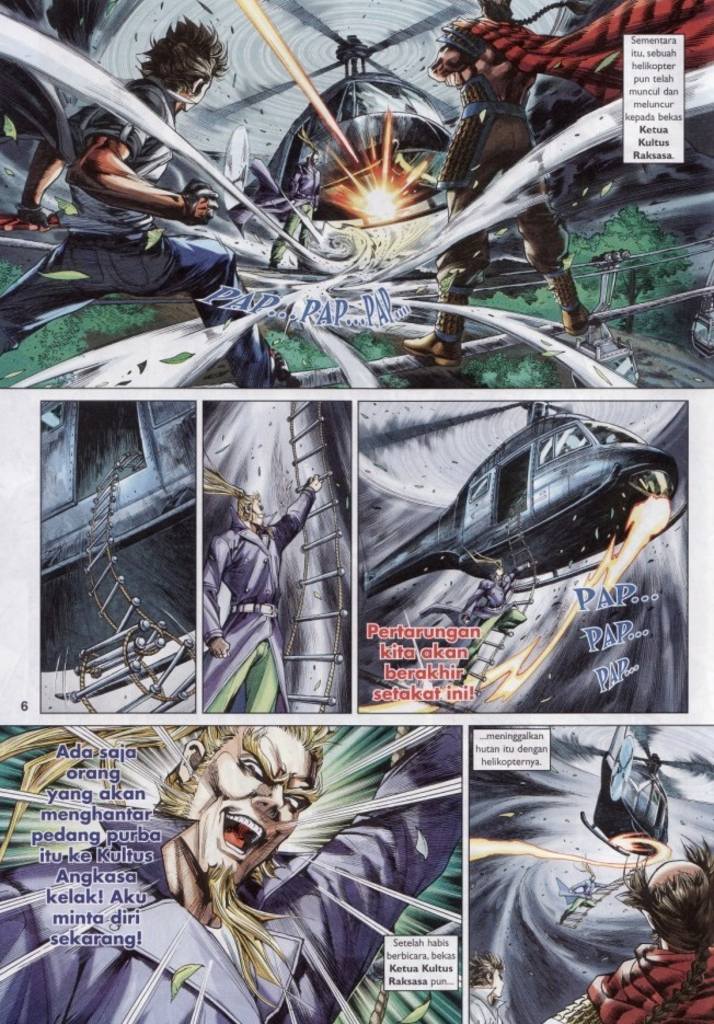 Sementara
itu, sebuah
helikopter
pun telah
muncul dan
meluncur
kepada bekas
Ketua
Kultus
Raksasa.
PAP...PAP...PAP...
Pertarungan
kita akan
berakhir
setakat ini!
PAP...
PAP...
PAP...
6
Ada saja
orang
yang akan
menghantar
pedang purba
itu ke Kultus
Angkasa
kelak! Aku
minta diri
sekarang!
Setelah habis
berbicara, bekas
Ketua Kultus
Raksasa pun...
...meninggalkan
hutan itu dengan
helikopternya.